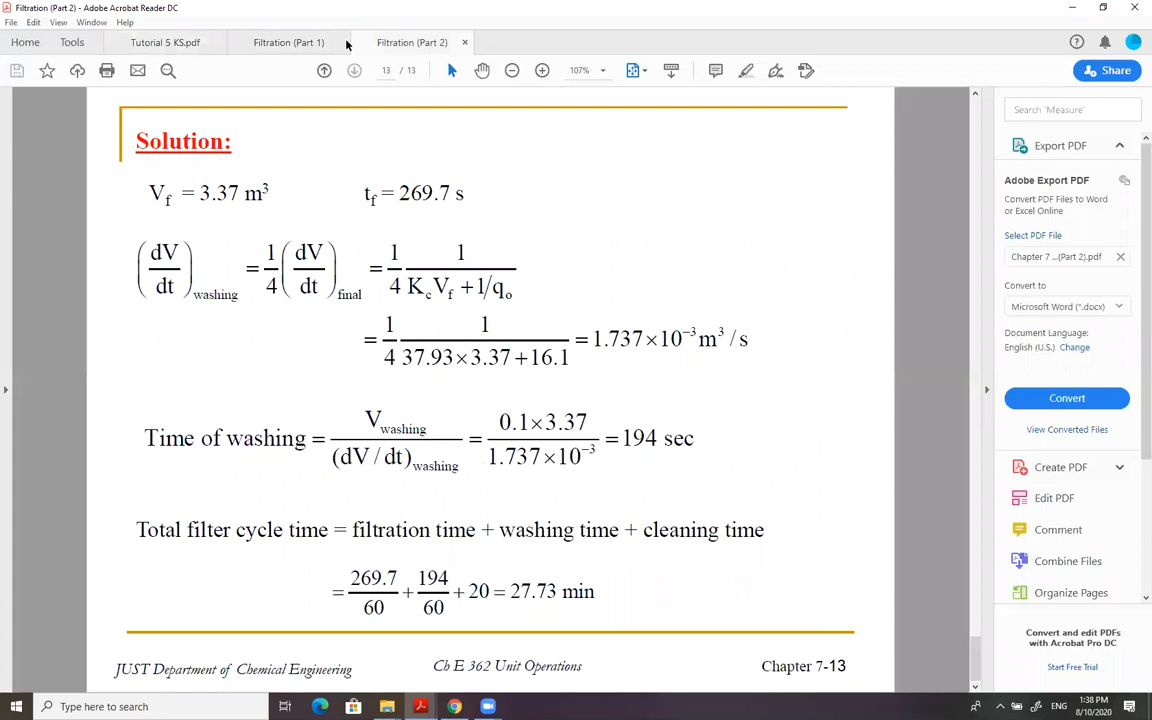 Filtration (Part 2) - Adobe Acrobat Reader DC
File Edit View Window Help
Home Tools Tutorial 5 KS.pdf Filtration (Part 1) Filtration (Part 2) ×
13 / 13 107% Share
Solution:
V_f = 3.37 m³ t_f = 269.7 s
(dV/dt)_washing = 1/4 (dV/dt)_final = 1/4 1/(K_c V_f + 1/q_o)
= 1/4 1/(37.93×3.37+16.1) = 1.737×10⁻³ m³ / s
Time of washing = V_washing/(dV / dt)_washing = (0.1×3.37)/(1.737×10⁻³) = 194 sec
Total filter cycle time = filtration time + washing time + cleaning time
= 269.7/60 + 194/60 + 20 = 27.73 min
JUST Department of Chemical Engineering Ch E 362 Unit Operations Chapter 7-13
Search 'Measure'
Export PDF
Adobe Export PDF
Convert PDF Files to Word
or Excel Online
Select PDF File
Chapter 7 ...(Part 2).pdf ×
Convert to
Microsoft Word (*.docx)
Document Language:
English (U.S.) Change
Convert
View Converted Files
Create PDF
Edit PDF
Comment
Combine Files
Organize Pages
Convert and edit PDFs
with Acrobat Pro DC
Start Free Trial
Type here to search
ENG
1:38 PM
8/10/2020